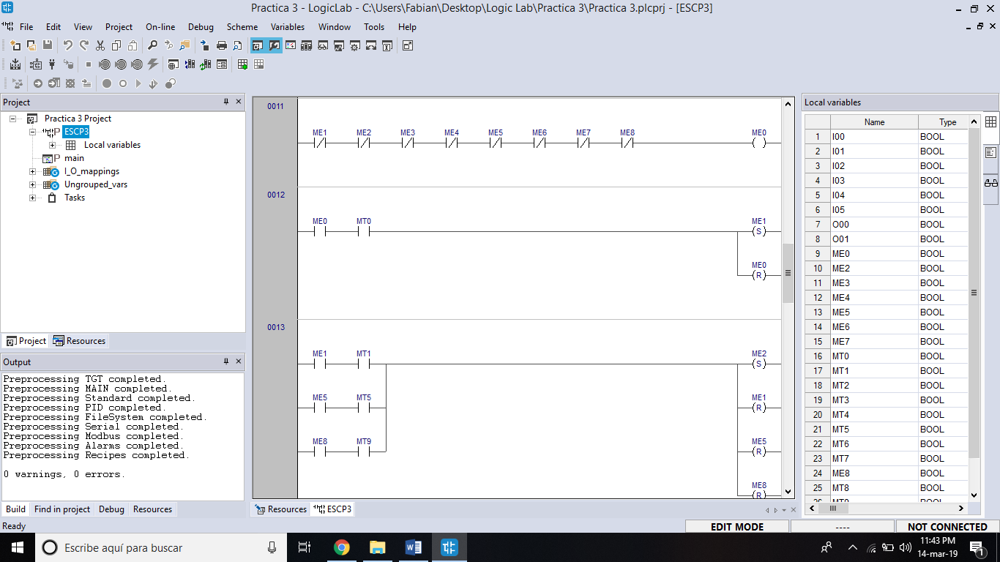 Practica 3 - LogicLab - C:\Users\Fabian\Desktop\Logic Lab\Practica 3\Practica 3.plcprj - [ESCP3]
File Edit View Project On-line Debug Scheme Variables Window Tools Help
Project
Practica 3 Project
ESCP3
Local variables
main
I_O_mappings
Ungrouped_vars
Tasks
Project Resources
Output
Preprocessing TGT completed.
Preprocessing MAIN completed.
Preprocessing Standard completed.
Preprocessing PID completed.
Preprocessing FileSystem completed.
Preprocessing Serial completed.
Preprocessing Modbus completed.
Preprocessing Alarms completed.
Preprocessing Recipes completed.
0 warnings, 0 errors.
Build Find in project Debug Resources
0011
ME1 ME2 ME3 ME4 ME5 ME6 ME7 ME8 ME0
0012
ME0 MT0 ME1
S
ME0
R
0013
ME1 MT1 ME2
S
ME5 MT5 ME1
R
ME8 MT9 ME5
R
ME8
R
Resources ESCP3
Local variables
Name Type
1 I00 BOOL
2 I01 BOOL
3 I02 BOOL
4 I03 BOOL
5 I04 BOOL
6 I05 BOOL
7 O00 BOOL
8 O01 BOOL
9 ME0 BOOL
10 ME2 BOOL
11 ME3 BOOL
12 ME4 BOOL
13 ME5 BOOL
14 ME6 BOOL
15 ME7 BOOL
16 MT0 BOOL
17 MT1 BOOL
18 MT2 BOOL
19 MT3 BOOL
20 MT4 BOOL
21 MT5 BOOL
22 MT6 BOOL
23 MT7 BOOL
24 ME8 BOOL
25 MT8 BOOL
26 MT9 BOOL
Ready
EDIT MODE ---- NOT CONNECTED
Escribe aquí para buscar
11:43 PM
14-mar-19
1